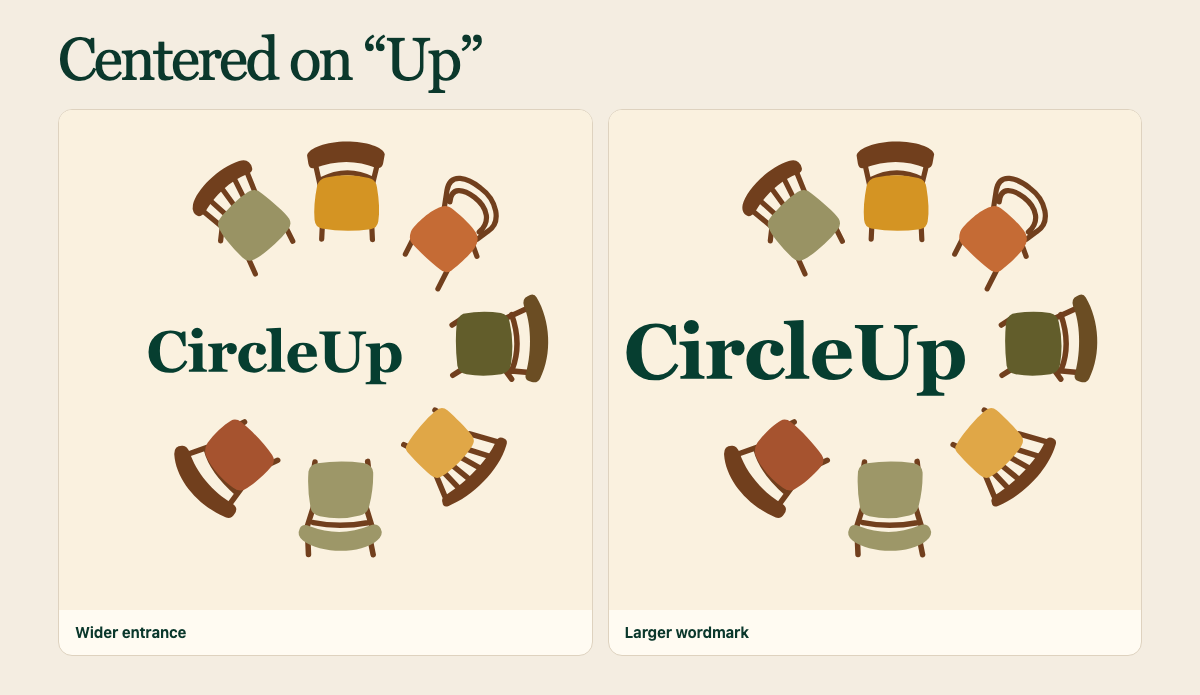 Centered on “Up”
CircleUp
CircleUp
Wider entrance
Larger wordmark